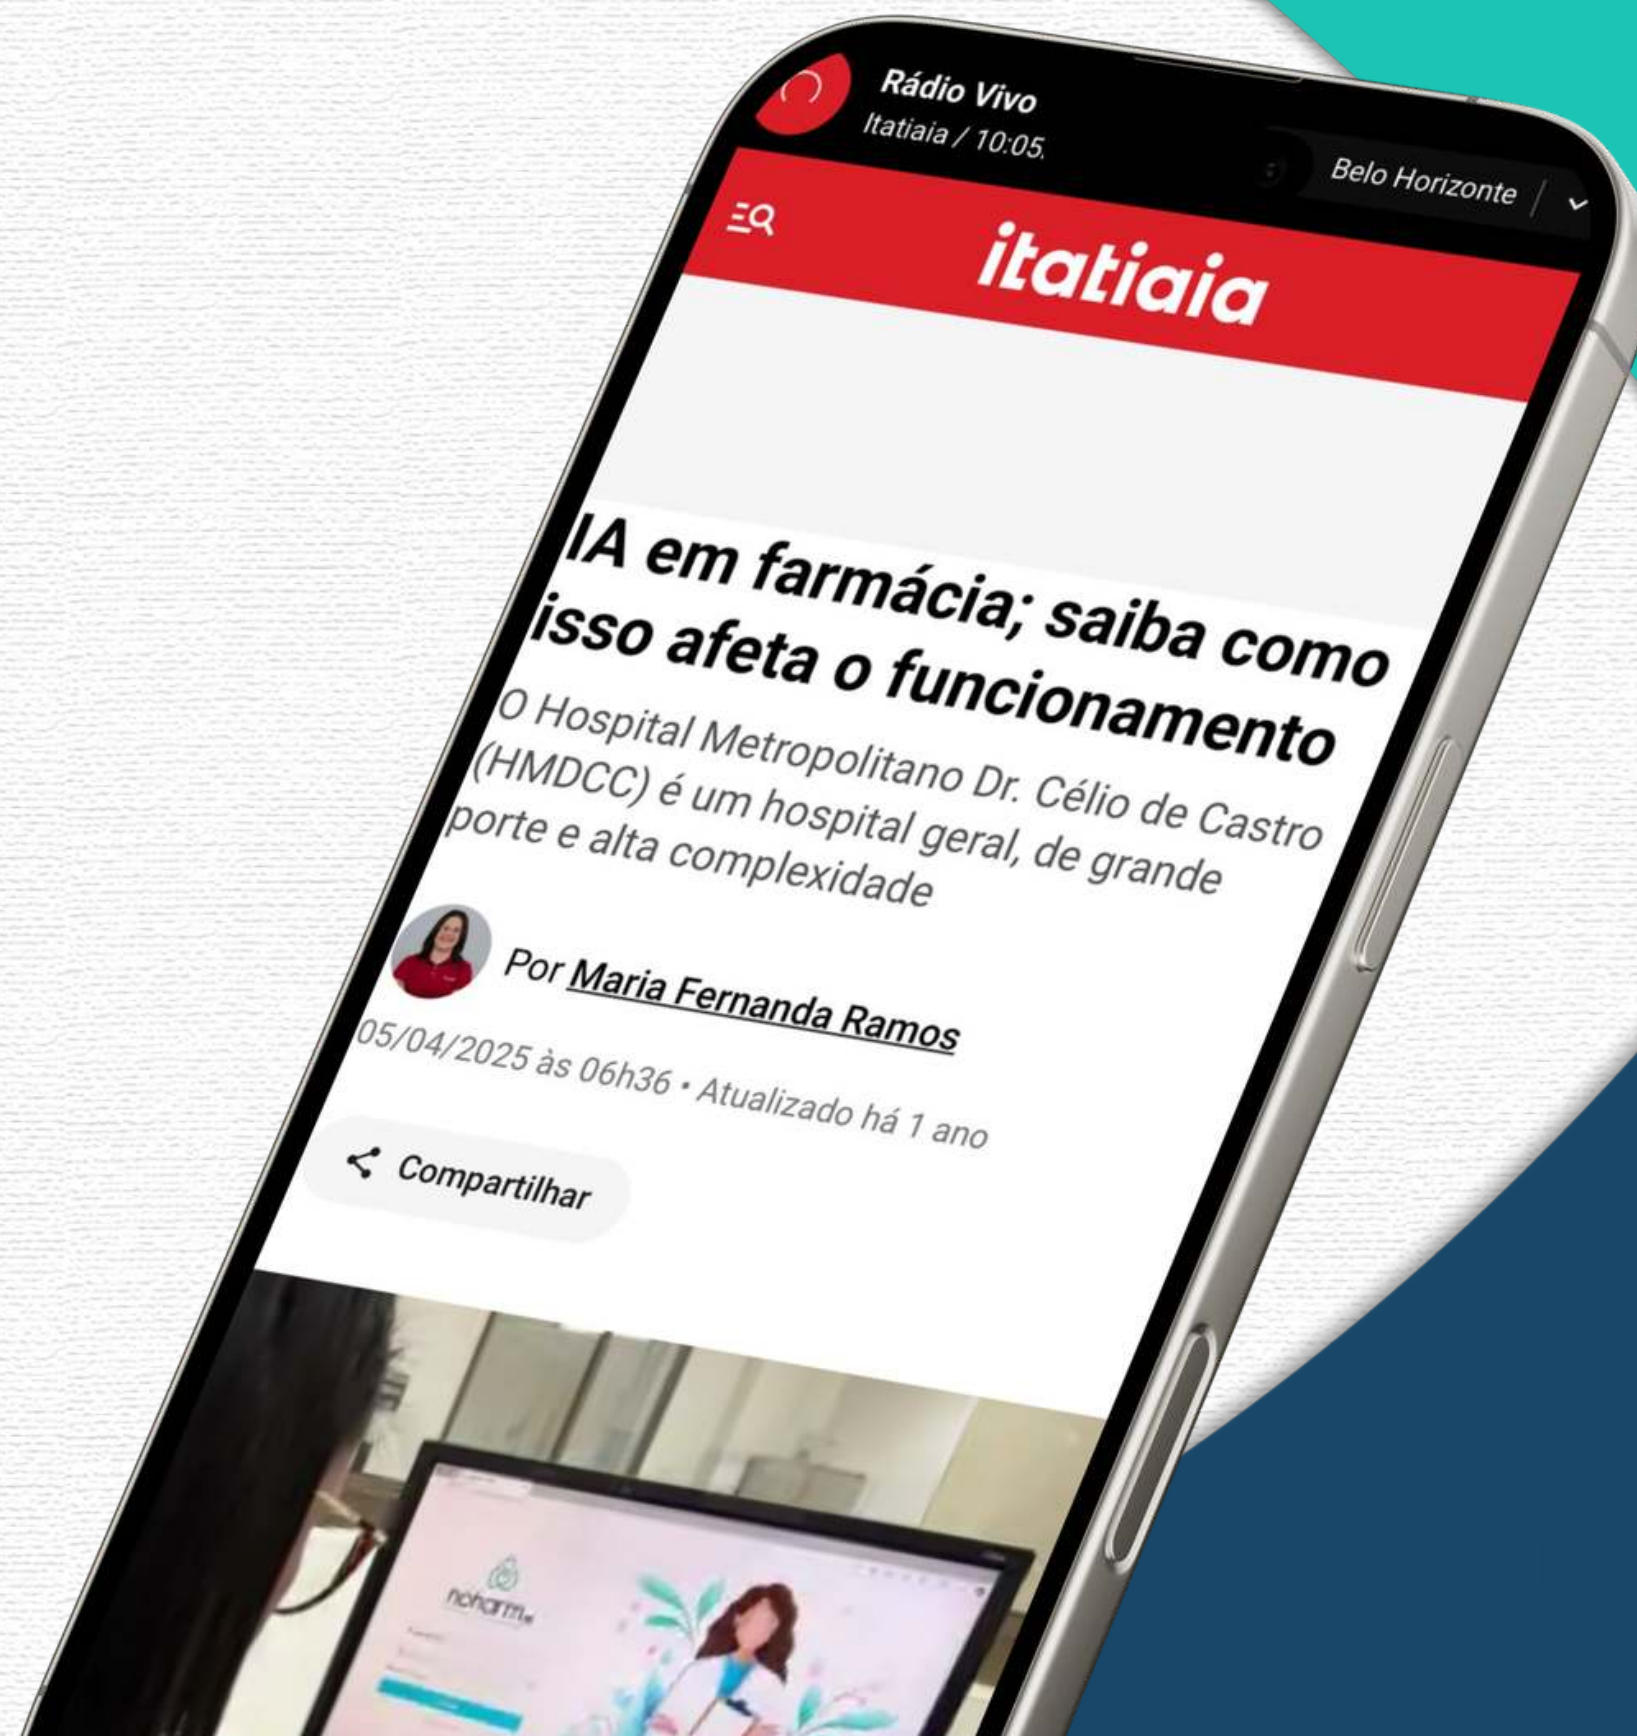 Rádio Vivo
Itatiaia / 10:05
Belo Horizonte
itatiaia
IA em farmácia; saiba como
isso afeta o funcionamento
O Hospital Metropolitano Dr. Célio de Castro
(HMDCC) é um hospital geral, de grande
porte e alta complexidade
Por Maria Fernanda Ramos
05/04/2025 às 06h36 • Atualizado há 1 ano
Compartilhar
noharm